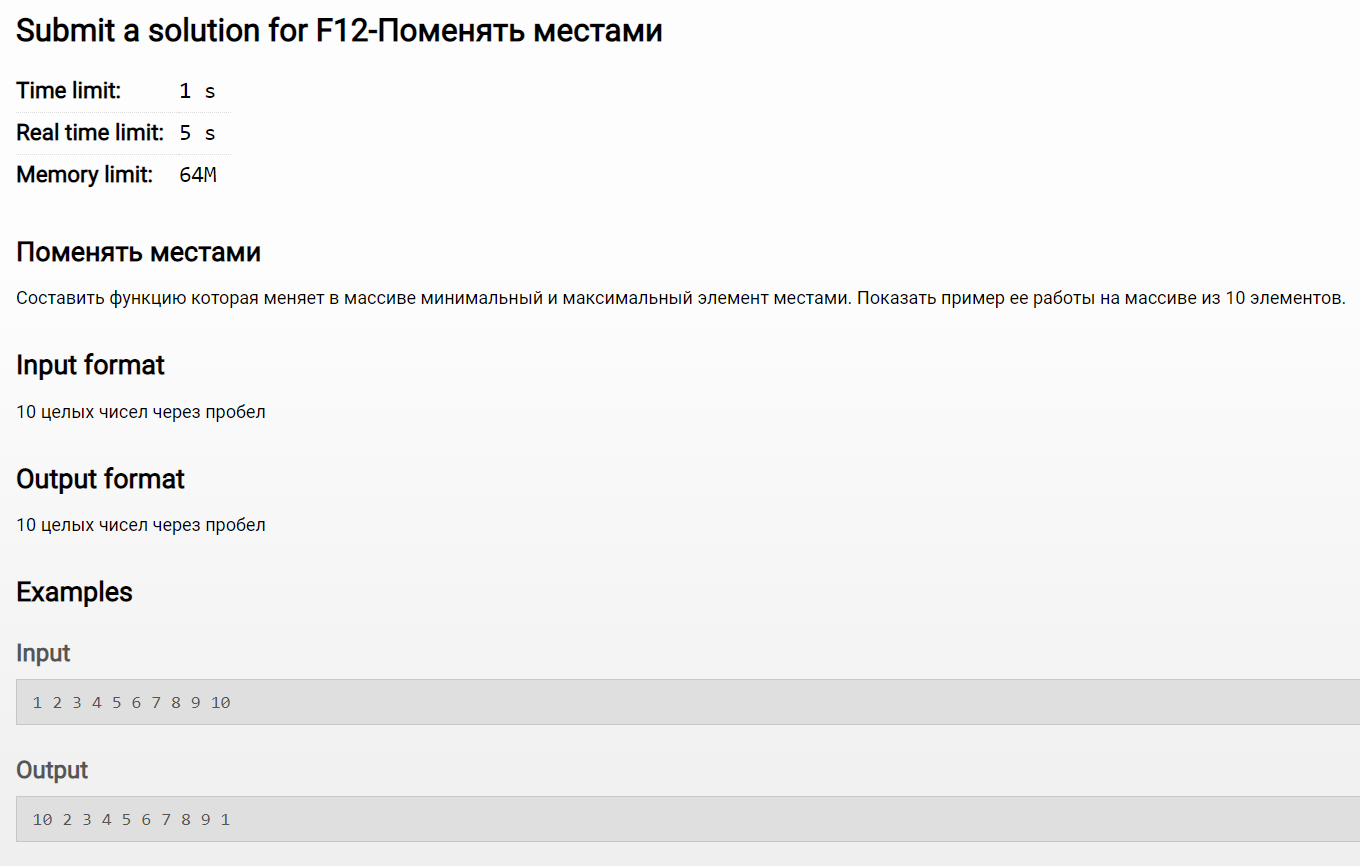 Submit a solution for F12-Поменять местами
Time limit: 1 s
Real time limit: 5 s
Memory limit: 64M
Поменять местами
Составить функцию которая меняет в массиве минимальный и максимальный элемент местами. Показать пример ее работы на массиве из 10 элементов.
Input format
10 целых чисел через пробел
Output format
10 целых чисел через пробел
Examples
Input
1 2 3 4 5 6 7 8 9 10
Output
10 2 3 4 5 6 7 8 9 1